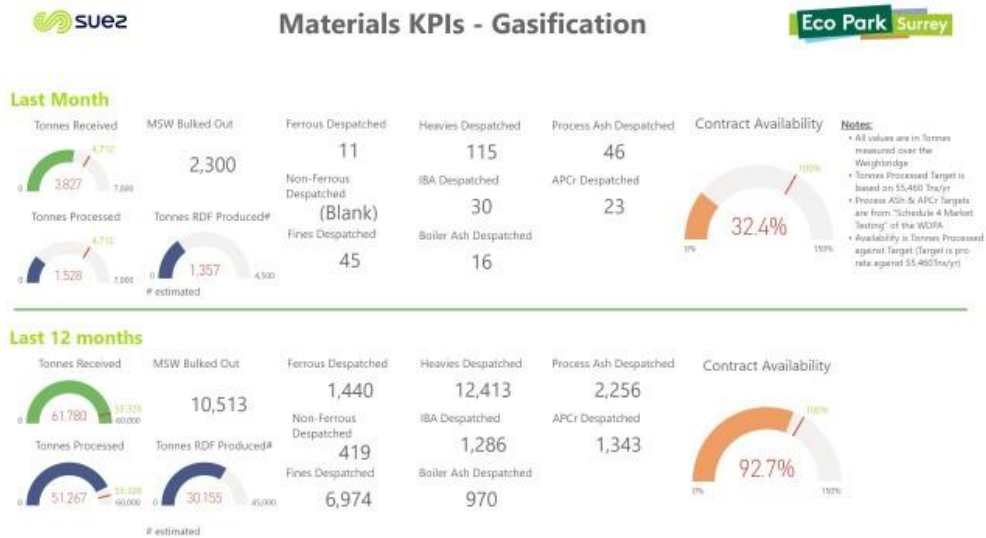 suez
Materials KPIs - Gasification
Eco Park Surrey
Last Month
Tonnes Received
4,712
3.827
0
7,000
MSW Bulked Out
2,300
Ferrous Despatched
11
Heavies Despatched
115
Process Ash Despatched
46
Non-Ferrous
Despatched
(Blank)
IBA Despatched
30
APCr Despatched
23
Tonnes Processed
4,712
1.528
0
7,000
Tonnes RDF Produced#
1,357
0
4,500
# estimated
Fines Despatched
45
Boiler Ash Despatched
16
Contract Availability
100%
32.4%
0%
150%
Notes:
• All values are in Tonnes
measured over the
Weighbridge
• Tonnes Processed Target is
based on 55,460 Tns/yr
• Process ASh & APCr Targets
are from "Schedule 4 Market
Testing" of the WDPA
• Availability is Tonnes Processed
against Target (Target is pro
rata against 55,460Tns/yr)
Last 12 months
Tonnes Received
61.780
0
60,000
MSW Bulked Out
10,513
Ferrous Despatched
1,440
Heavies Despatched
12,413
Process Ash Despatched
2,256
Non-Ferrous
Despatched
419
IBA Despatched
1,286
APCr Despatched
1,343
Tonnes Processed
55,328
51.267
0
60,000
Tonnes RDF Produced#
30.155
0
45,000
# estimated
Fines Despatched
6,974
Boiler Ash Despatched
970
Contract Availability
100%
92.7%
0%
150%